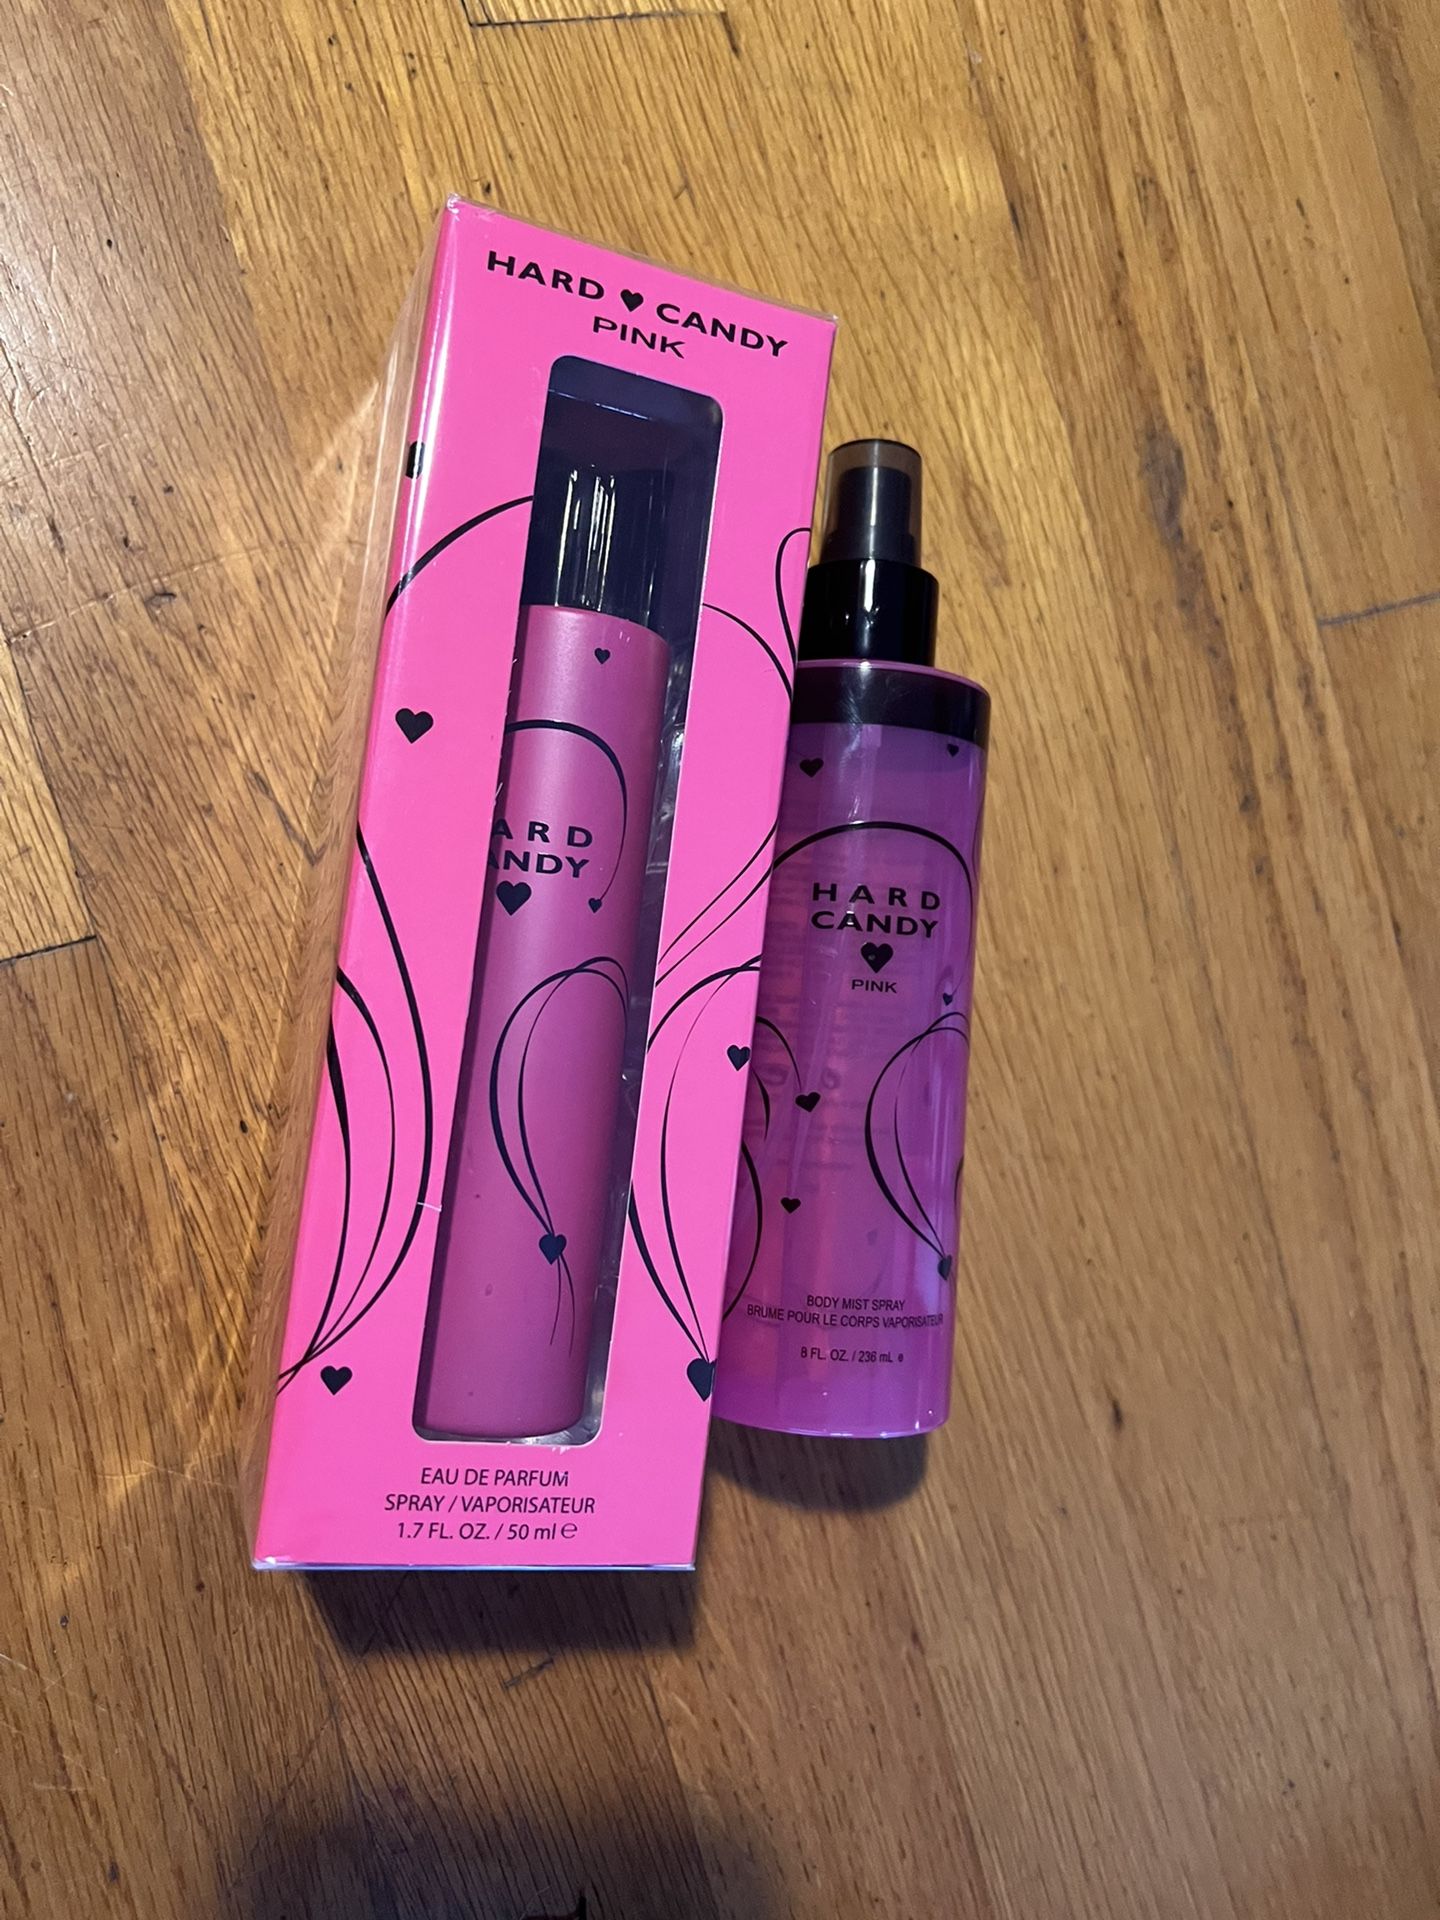 HARD ♥ CANDY
PINK
ARD
ANDY
EAU DE PARFUM
SPRAY / VAPORISATEUR
1.7 FL. OZ. / 50 ml ℮
HARD
CANDY
PINK
BODY MIST SPRAY
BRUME POUR LE CORPS VAPORISATEUR
8 FL. OZ. / 236 mL ℮